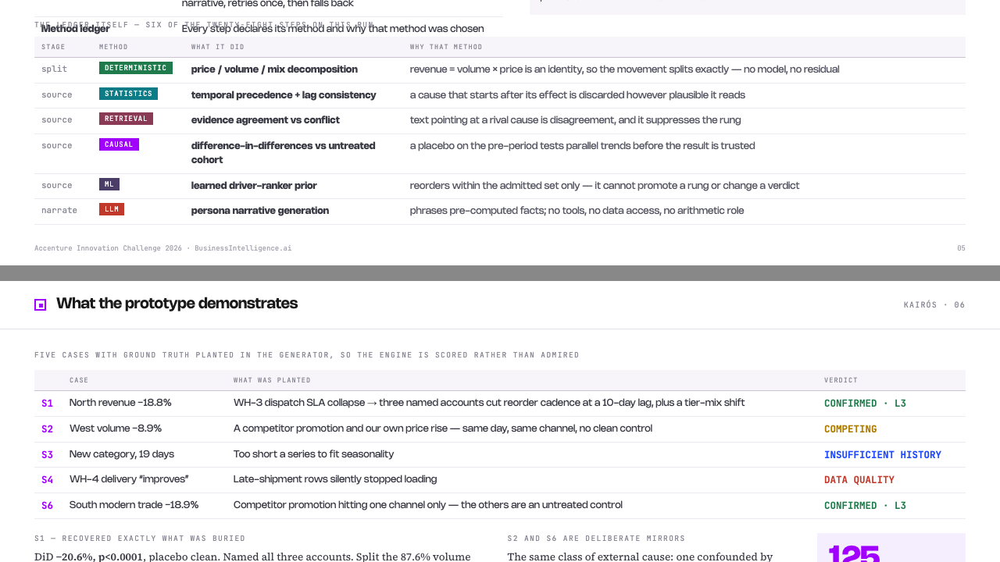 narrative, retries once, then falls back
THE LEDGER ITSELF — SIX OF THE TWENTY-EIGHT STEPS ON THIS RUN
Method ledger Every step declares its method and why that method was chosen
STAGE METHOD WHAT IT DID WHY THAT METHOD
split DETERMINISTIC price / volume / mix decomposition revenue = volume × price is an identity, so the movement splits exactly — no model, no residual
source STATISTICS temporal precedence + lag consistency a cause that starts after its effect is discarded however plausible it reads
source RETRIEVAL evidence agreement vs conflict text pointing at a rival cause is disagreement, and it suppresses the rung
source CAUSAL difference-in-differences vs untreated a placebo on the pre-period tests parallel trends before the result is trusted
cohort
source ML learned driver-ranker prior reorders within the admitted set only — it cannot promote a rung or change a verdict
narrate LLM persona narrative generation phrases pre-computed facts; no tools, no data access, no arithmetic role
Accenture Innovation Challenge 2026 · BusinessIntelligence.ai 05
What the prototype demonstrates KAIRÓS · 06
FIVE CASES WITH GROUND TRUTH PLANTED IN THE GENERATOR, SO THE ENGINE IS SCORED RATHER THAN ADMIRED
CASE WHAT WAS PLANTED VERDICT
S1 North revenue −18.8% WH-3 dispatch SLA collapse → three named accounts cut reorder cadence at a 10-day lag, plus a tier-mix shift CONFIRMED · L3
S2 West volume −8.9% A competitor promotion and our own price rise — same day, same channel, no clean control COMPETING
S3 New category, 19 days Too short a series to fit seasonality INSUFFICIENT HISTORY
S4 WH-4 delivery "improves" Late-shipment rows silently stopped loading DATA QUALITY
S6 South modern trade −18.9% Competitor promotion hitting one channel only — the others are an untreated control CONFIRMED · L3
S1 — RECOVERED EXACTLY WHAT WAS BURIED S2 AND S6 ARE DELIBERATE MIRRORS
DiD −20.6%, p<0.0001, placebo clean. Named all three accounts. Split the 87.6% volume The same class of external cause: one confounded by 125